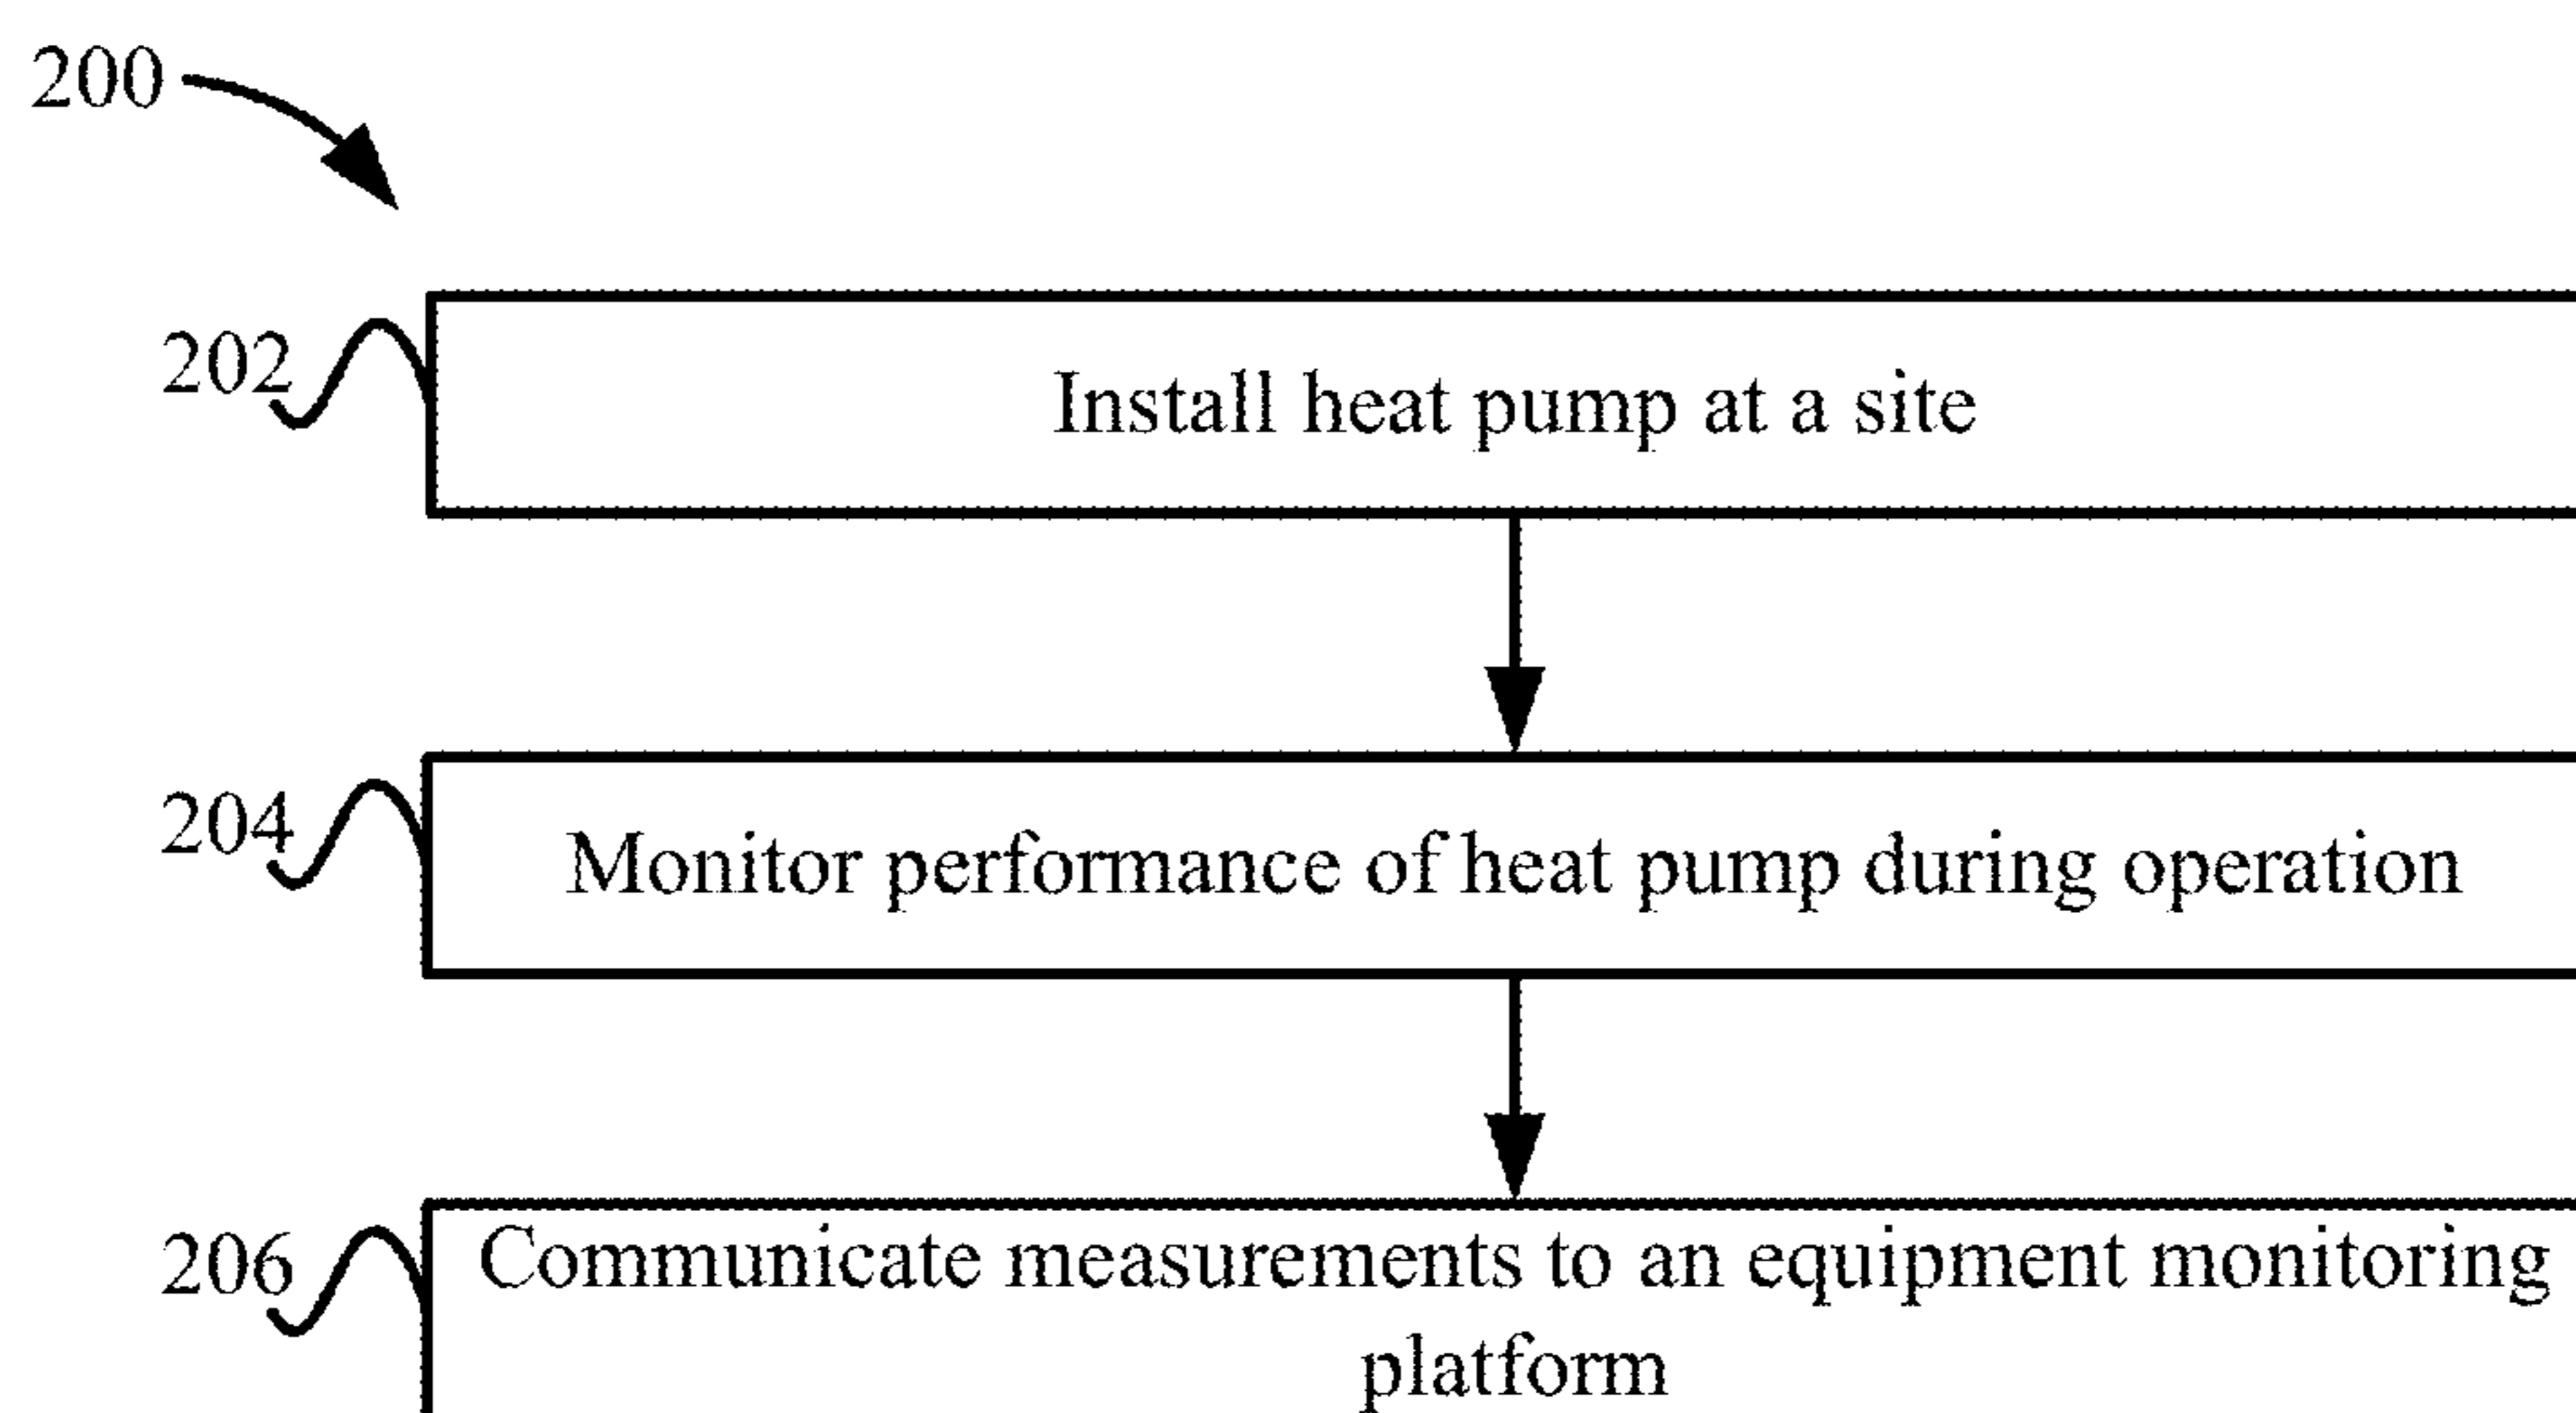 200
202
Install heat pump at a site
204
Monitor performance of heat pump during operation
206
Communicate measurements to an equipment monitoring
platform